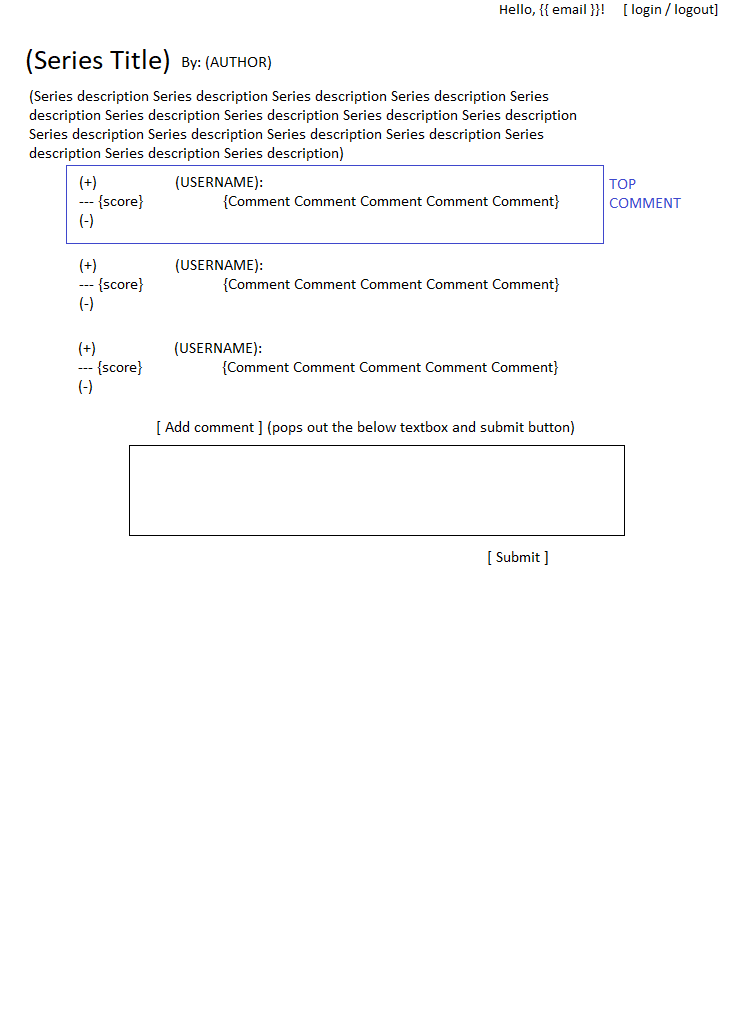 Hello, {{ email }}! [ login / logout]
(Series Title) By: (AUTHOR)
(Series description Series description Series description Series description Series
description Series description Series description Series description Series description
Series description Series description Series description Series description Series
description Series description Series description)
(+) (USERNAME):
--- {score} {Comment Comment Comment Comment Comment}
(-)
TOP
COMMENT
(+) (USERNAME):
--- {score} {Comment Comment Comment Comment Comment}
(-)
(+) (USERNAME):
--- {score} {Comment Comment Comment Comment Comment}
(-)
[ Add comment ] (pops out the below textbox and submit button)
[ Submit ]